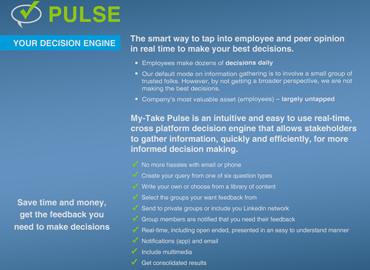 PULSE
YOUR DECISION ENGINE
The smart way to tap into employee and peer opinion
in real time to make your best decisions.
Employees make dozens of decisions daily
Our default mode on information gathering is to involve a small group of
trusted folks. However, by not getting a broader perspective, we are not
making the best decisions.
Company's most valuable asset (employees) – largely untapped
My-Take Pulse is an intuitive and easy to use real-time,
cross platform decision engine that allows stakeholders
to gather information, quickly and efficiently, for more
informed decision making.
No more hassles with email or phone
Create your query from one of six question types
Write your own or choose from a library of content
Select the groups your want feedback from
Send to private groups or include you Linkedin network
Group members are notified that you need their feedback
Real-time, including open ended, presented in an easy to understand manner
Notifications (app) and email
Include multimedia
Get consolidated results
Save time and money,
get the feedback you
need to make decisions